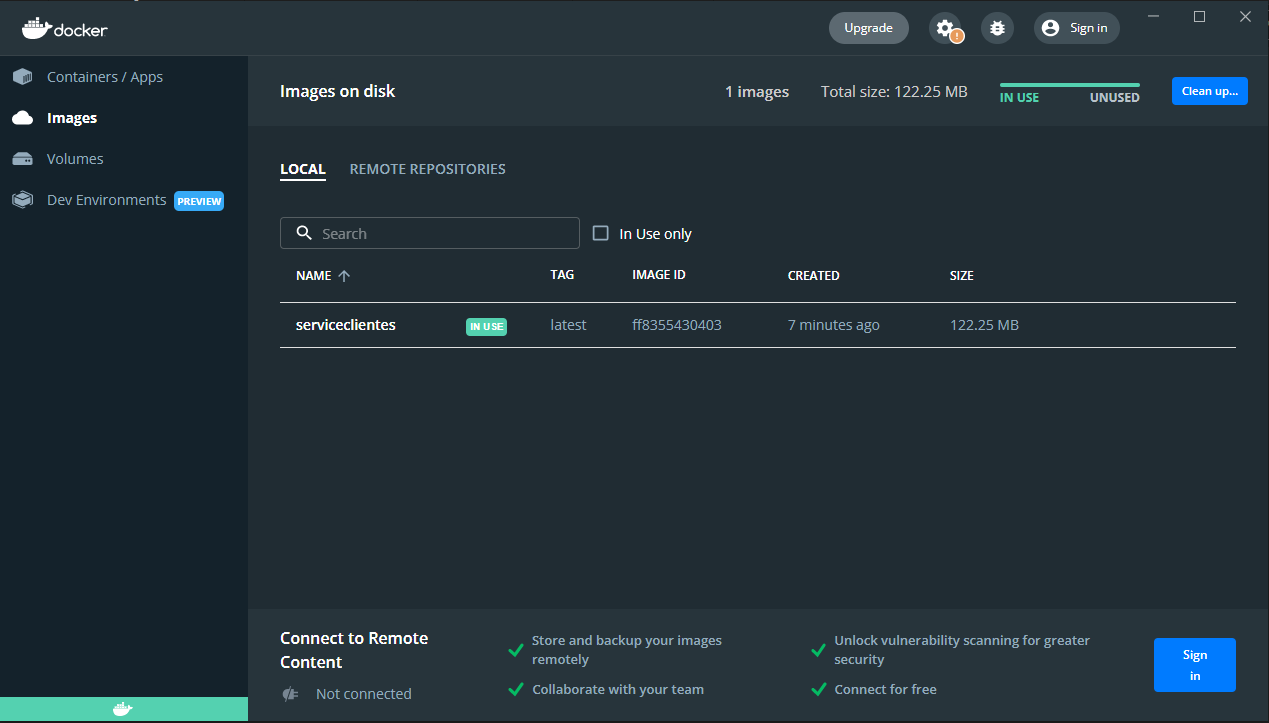 docker
Upgrade
!
Sign in
Containers / Apps
Images
Volumes
Dev Environments PREVIEW
Images on disk
1 images
Total size: 122.25 MB
IN USE UNUSED
Clean up...
LOCAL REMOTE REPOSITORIES
Search
In Use only
NAME TAG IMAGE ID CREATED SIZE
serviceclientes IN USE latest ff8355430403 7 minutes ago 122.25 MB
Connect to Remote
Content
Not connected
Store and backup your images
remotely
Collaborate with your team
Unlock vulnerability scanning for greater
security
Connect for free
Sign
in